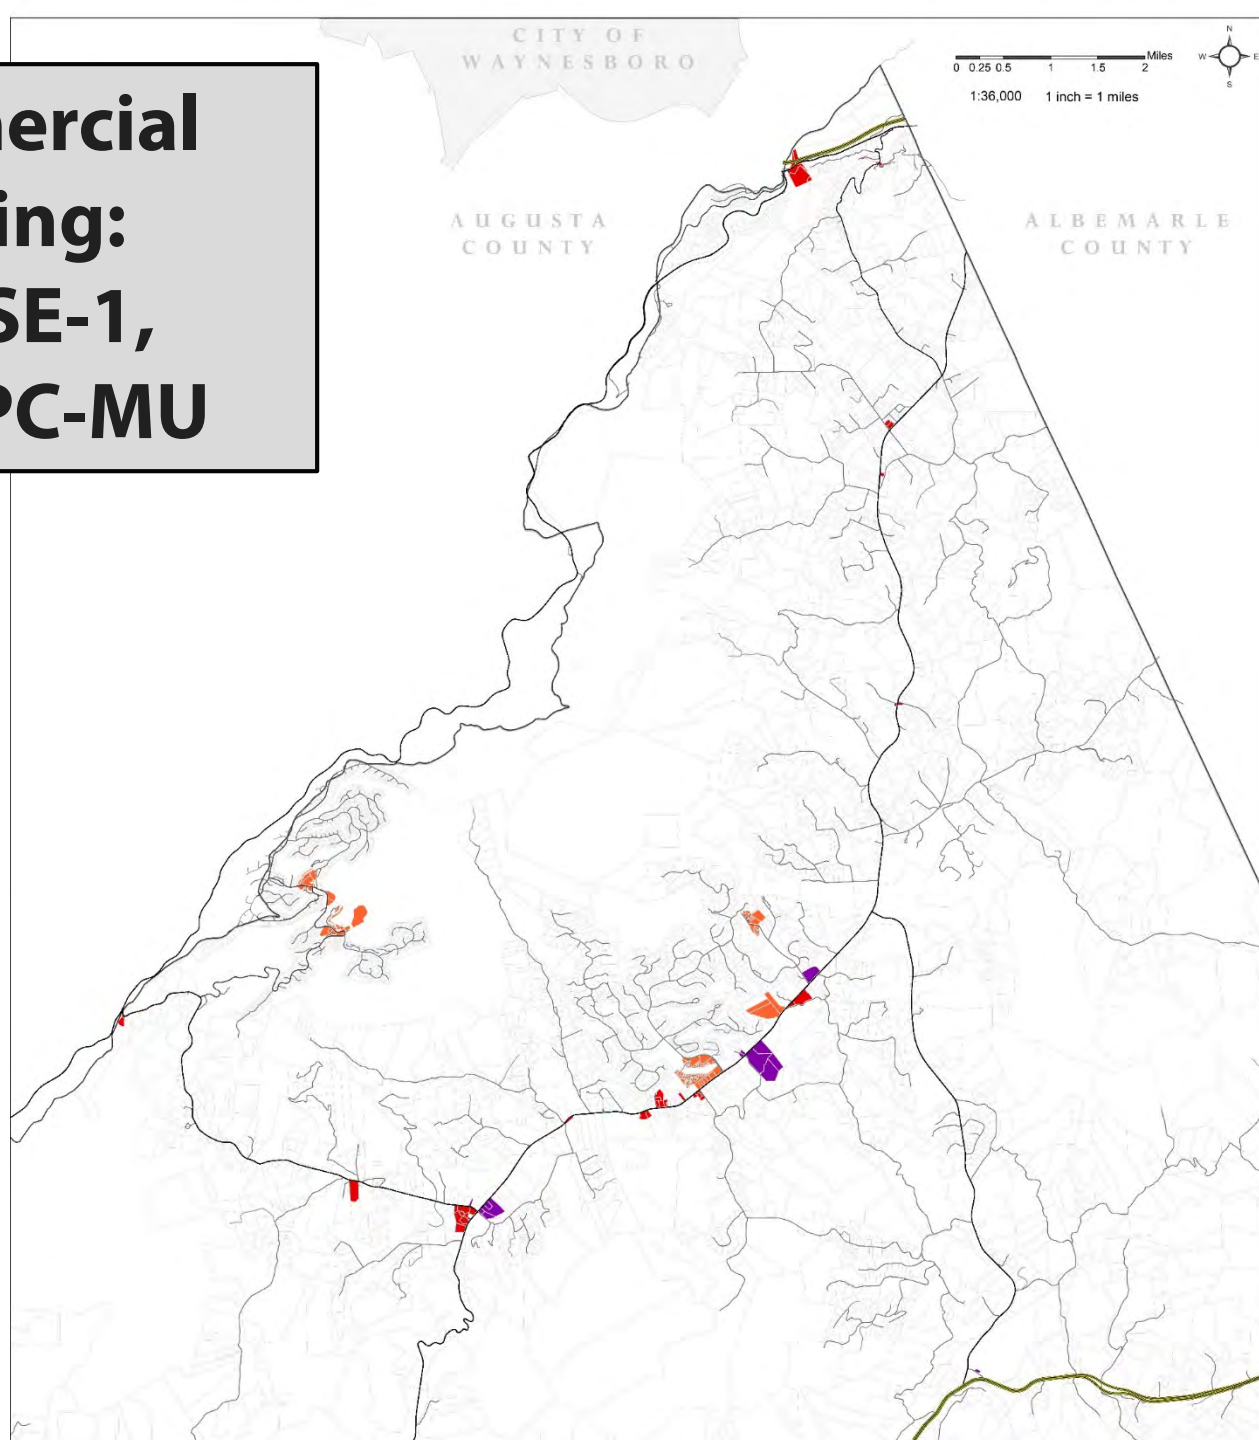 CITY OF
WAYNESBORO
Miles
0 0.25 0.5 1 1.5 2
1:36,000 1 inch = 1 miles
N
W E
S
ercial
ing:
SE-1,
PC-MU
AUGUSTA
COUNTY
ALBEMARLE
COUNTY